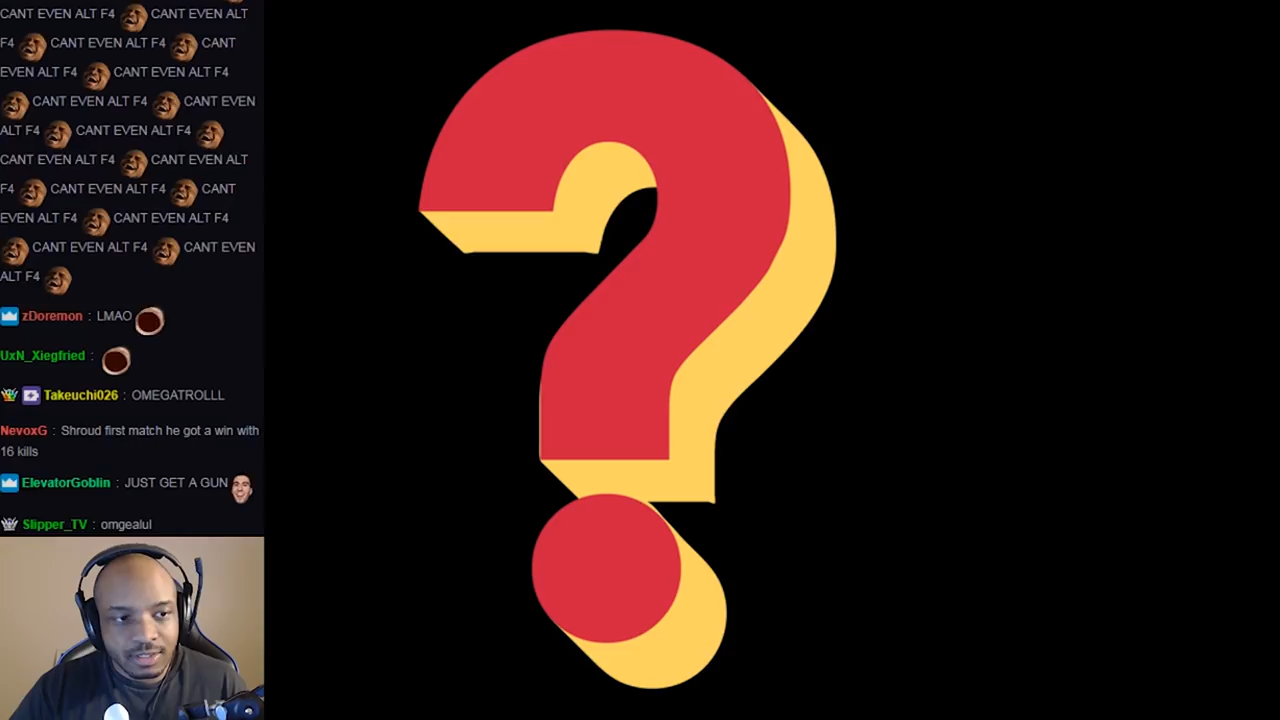 CANT EVEN ALT F4 CANT EVEN ALT
F4 CANT EVEN ALT F4 CANT
EVEN ALT F4 CANT EVEN ALT F4
CANT EVEN ALT F4 CANT EVEN
ALT F4 CANT EVEN ALT F4
CANT EVEN ALT F4 CANT EVEN ALT
F4 CANT EVEN ALT F4 CANT
EVEN ALT F4 CANT EVEN ALT F4
CANT EVEN ALT F4 CANT EVEN
ALT F4
zDoremon : LMAO
UxN_Xiegfried :
Takeuchi026 : OMEGATROLLL
NevoxG : Shroud first match he got a win with
16 kills
ElevatorGoblin : JUST GET A GUN
Slipper_TV : omgealul
?